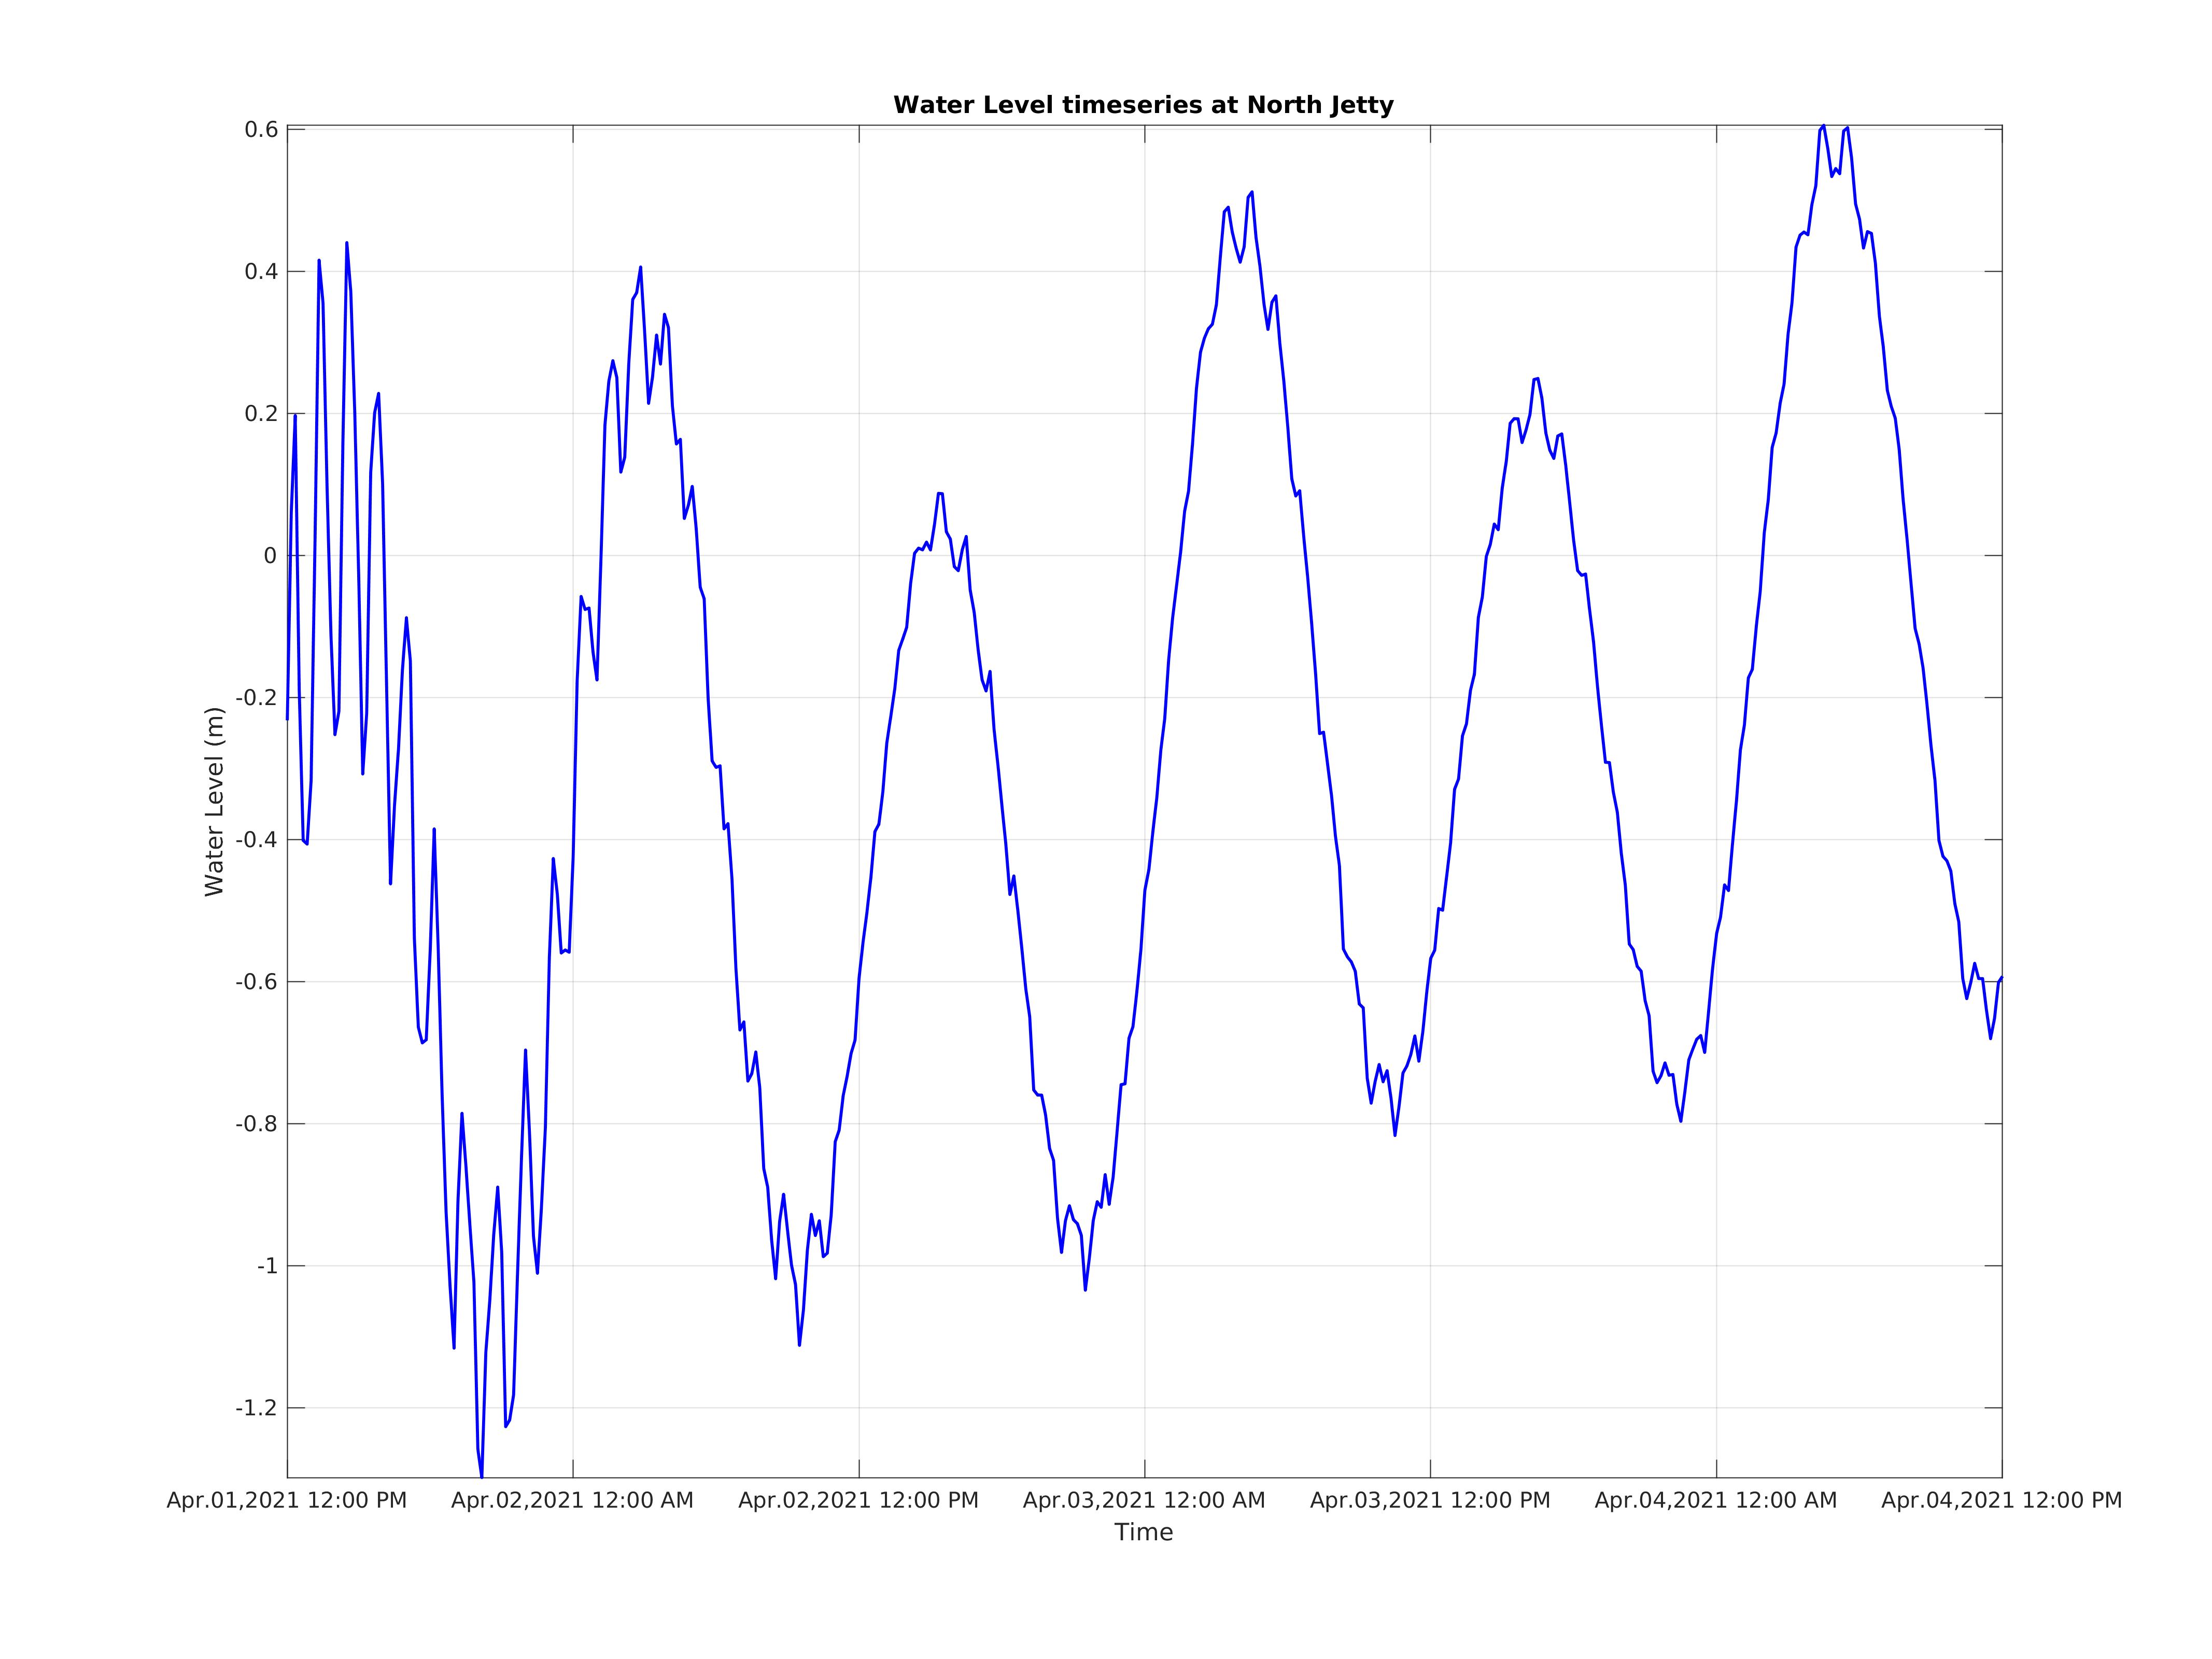 Water Level timeseries at North Jetty
0.6
0.4
0.2
0
-0.2
-0.4
-0.6
-0.8
-1
-1.2
Water Level (m)
Apr.01,2021 12:00 PM
Apr.02,2021 12:00 AM
Apr.02,2021 12:00 PM
Apr.03,2021 12:00 AM
Apr.03,2021 12:00 PM
Apr.04,2021 12:00 AM
Apr.04,2021 12:00 PM
Time